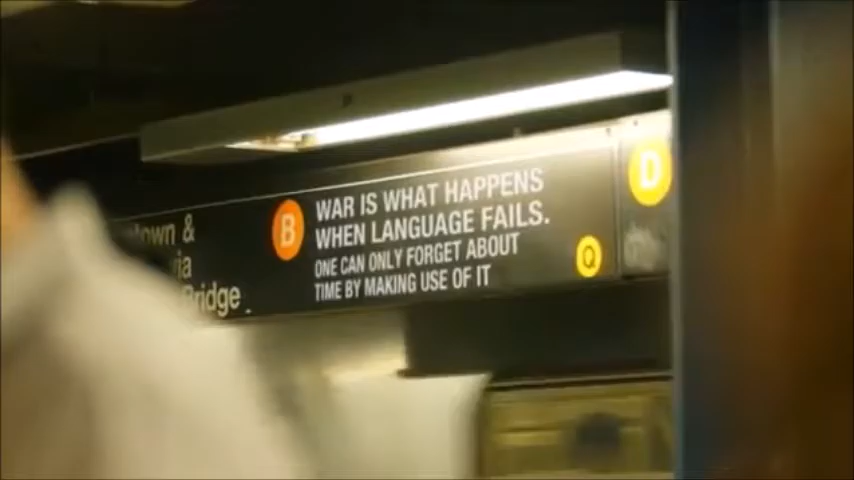 &
Bridge
B
WAR IS WHAT HAPPENS
WHEN LANGUAGE FAILS.
ONE CAN ONLY FORGET ABOUT
TIME BY MAKING USE OF IT
Q
D